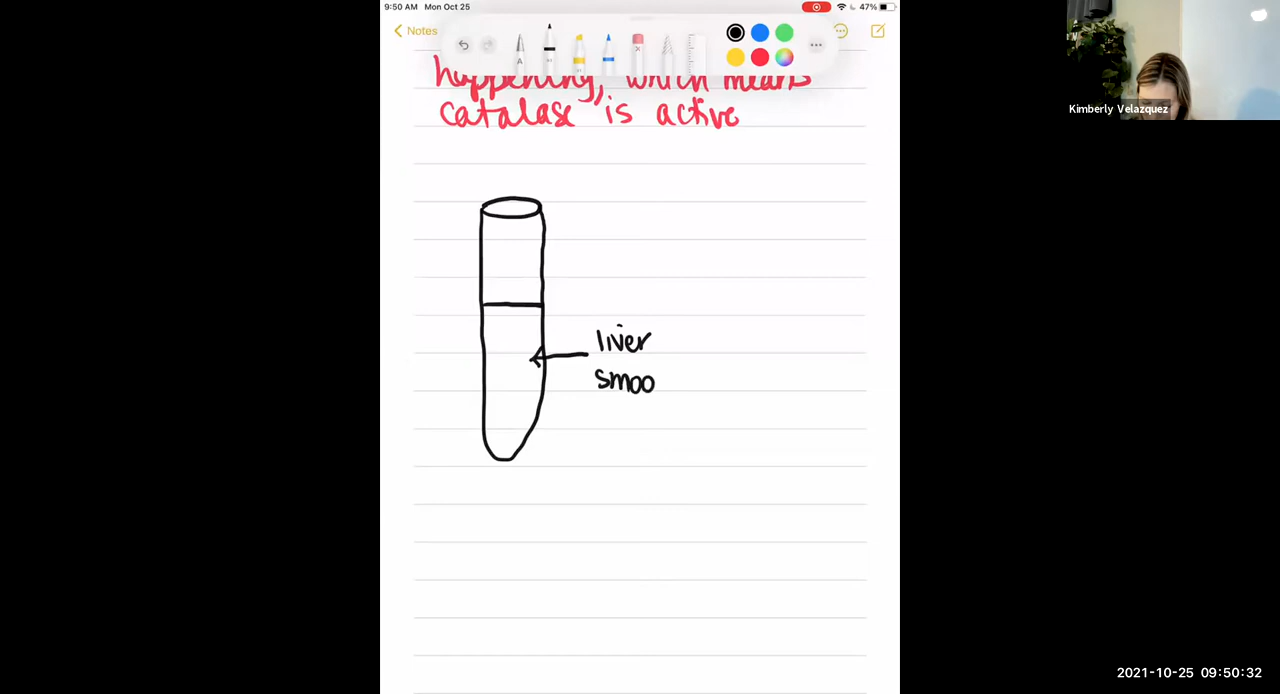 9:50 AM Mon Oct 25
47%
Notes
A
happening, which means
catalase is active
liver
smoo
Kimberly Velazquez
2021-10-25 09:50:32